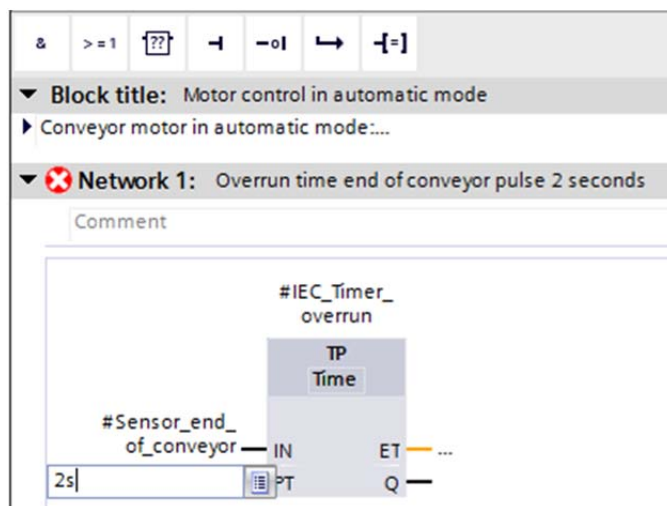 & >=1 ?? -| -o| ↦ -[=]
Block title: Motor control in automatic mode
Conveyor motor in automatic mode:...
Network 1: Overrun time end of conveyor pulse 2 seconds
Comment
#IEC_Timer_
overrun
TP
Time
#Sensor_end_
of_conveyor
IN ET ...
2s PT Q